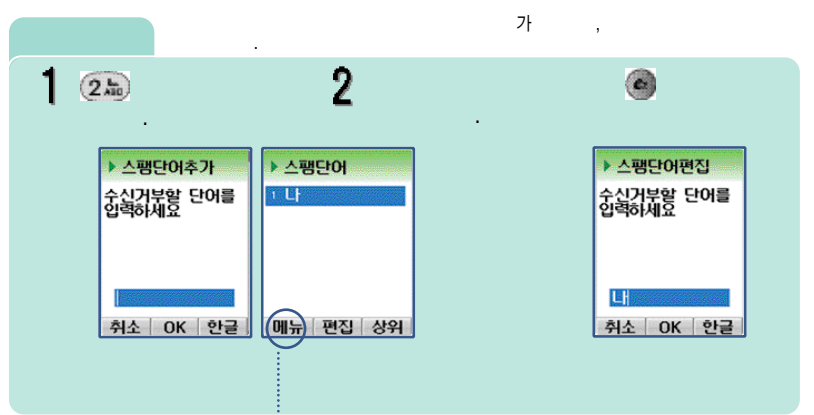 가 ,
.
1 2ㄴABC 2
. .
▶ 스팸단어추가
수신거부할 단어를
입력하세요
취소 OK 한글
▶ 스팸단어
1 나
메뉴 편집 상위
▶ 스팸단어편집
수신거부할 단어를
입력하세요
나
취소 OK 한글